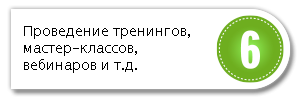 Проведение тренингов,
мастер-классов,
вебинаров и т.д.
6